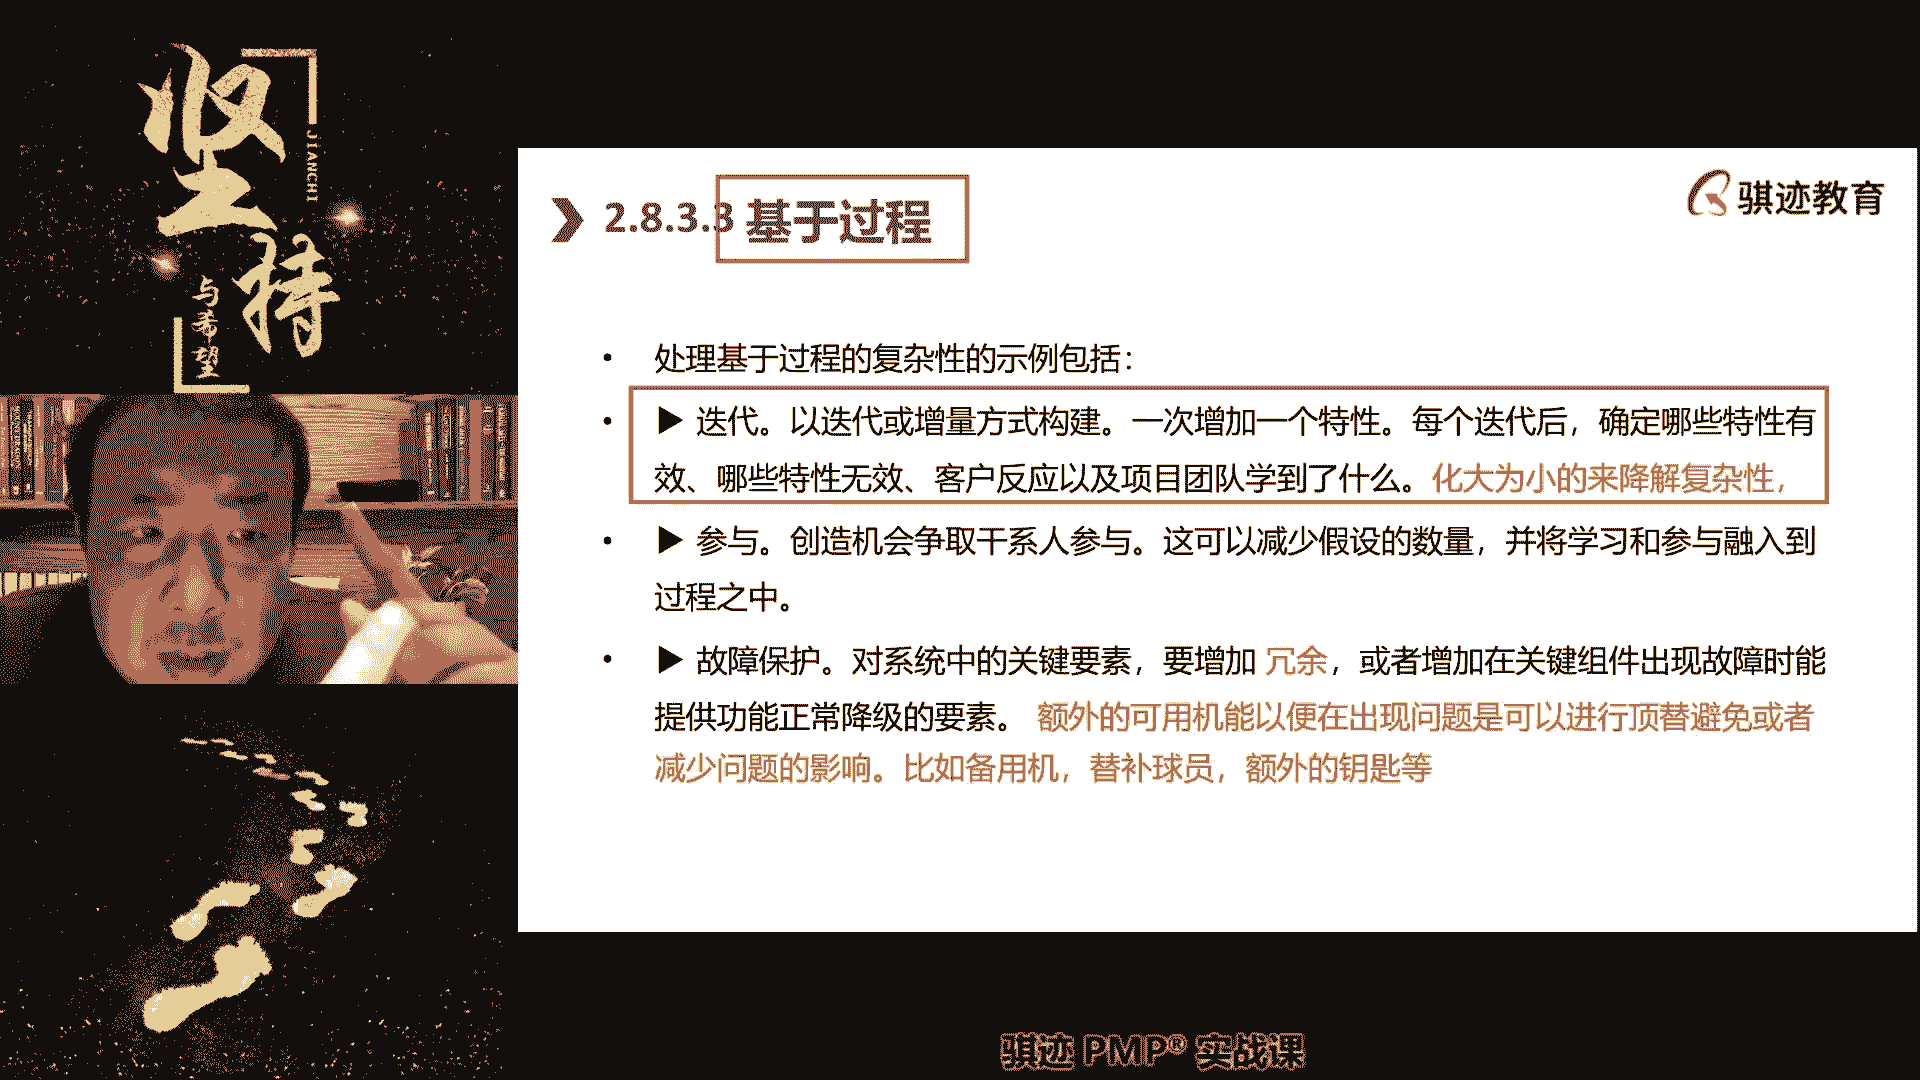 坚持
JIANCHI
与希望
2.8.3.3 基于过程
骐迹教育
• 处理基于过程的复杂性的示例包括：
• ▶ 迭代。以迭代或增量方式构建。一次增加一个特性。每个迭代后，确定哪些特性有
效、哪些特性无效、客户反应以及项目团队学到了什么。化大为小的来降解复杂性，
• ▶ 参与。创造机会争取干系人参与。这可以减少假设的数量，并将学习和参与融入到
过程之中。
• ▶ 故障保护。对系统中的关键要素，要增加 冗余，或者增加在关键组件出现故障时能
提供功能正常降级的要素。 额外的可用机能以便在出现问题是可以进行顶替避免或者
减少问题的影响。比如备用机，替补球员，额外的钥匙等
骐迹 PMP® 实战课